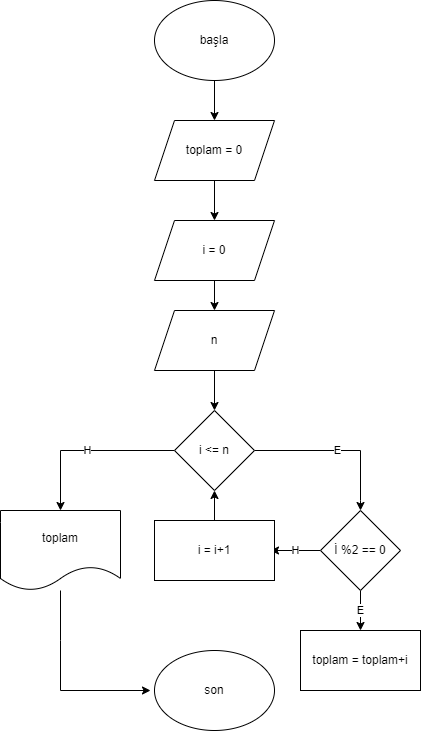 başla
toplam = 0
i = 0
n
i <= n
H
E
toplam
i = i+1
H
İ %2 == 0
E
toplam = toplam+i
son